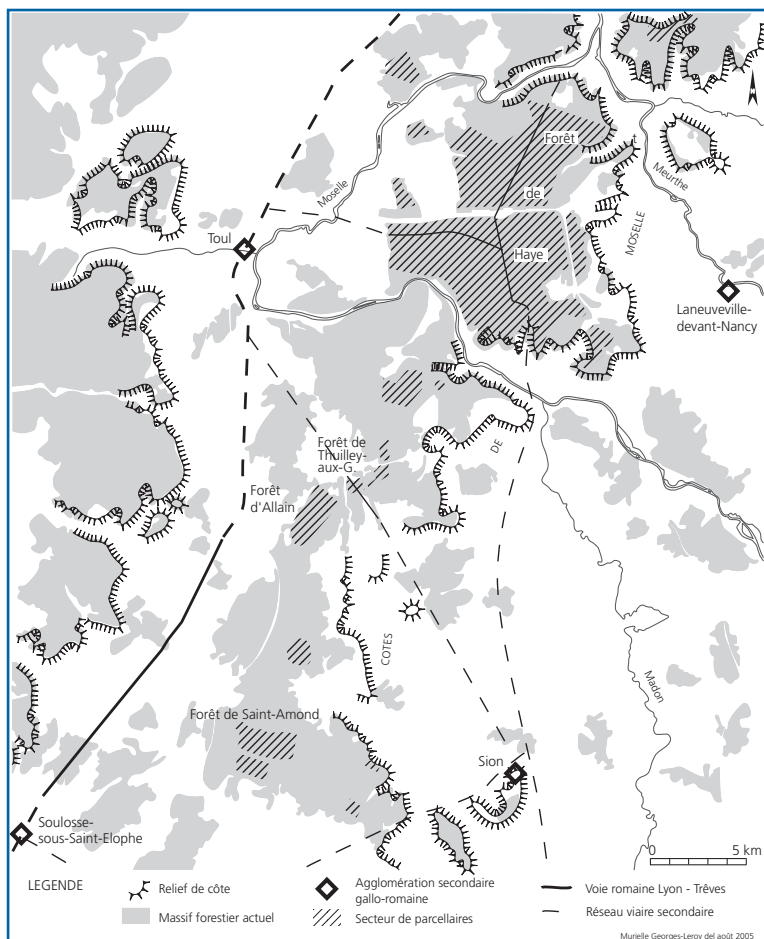 Forêt
Moselle
de
Meurthe
MOSELLE
Toul
Haye
Laneuveville-
devant-Nancy
DE
Forêt de
Thuilley-
aux-G.
Forêt
d'Allain
COTES
Madon
Forêt de Saint-Amond
Sion
Soulosse-
sous-Saint-Elophe
0 5 km
LEGENDE
Relief de côte
Massif forestier actuel
Agglomération secondaire
gallo-romaine
Secteur de parcellaires
Voie romaine Lyon - Trêves
Réseau viaire secondaire
Murielle Georges-Leroy del août 2005